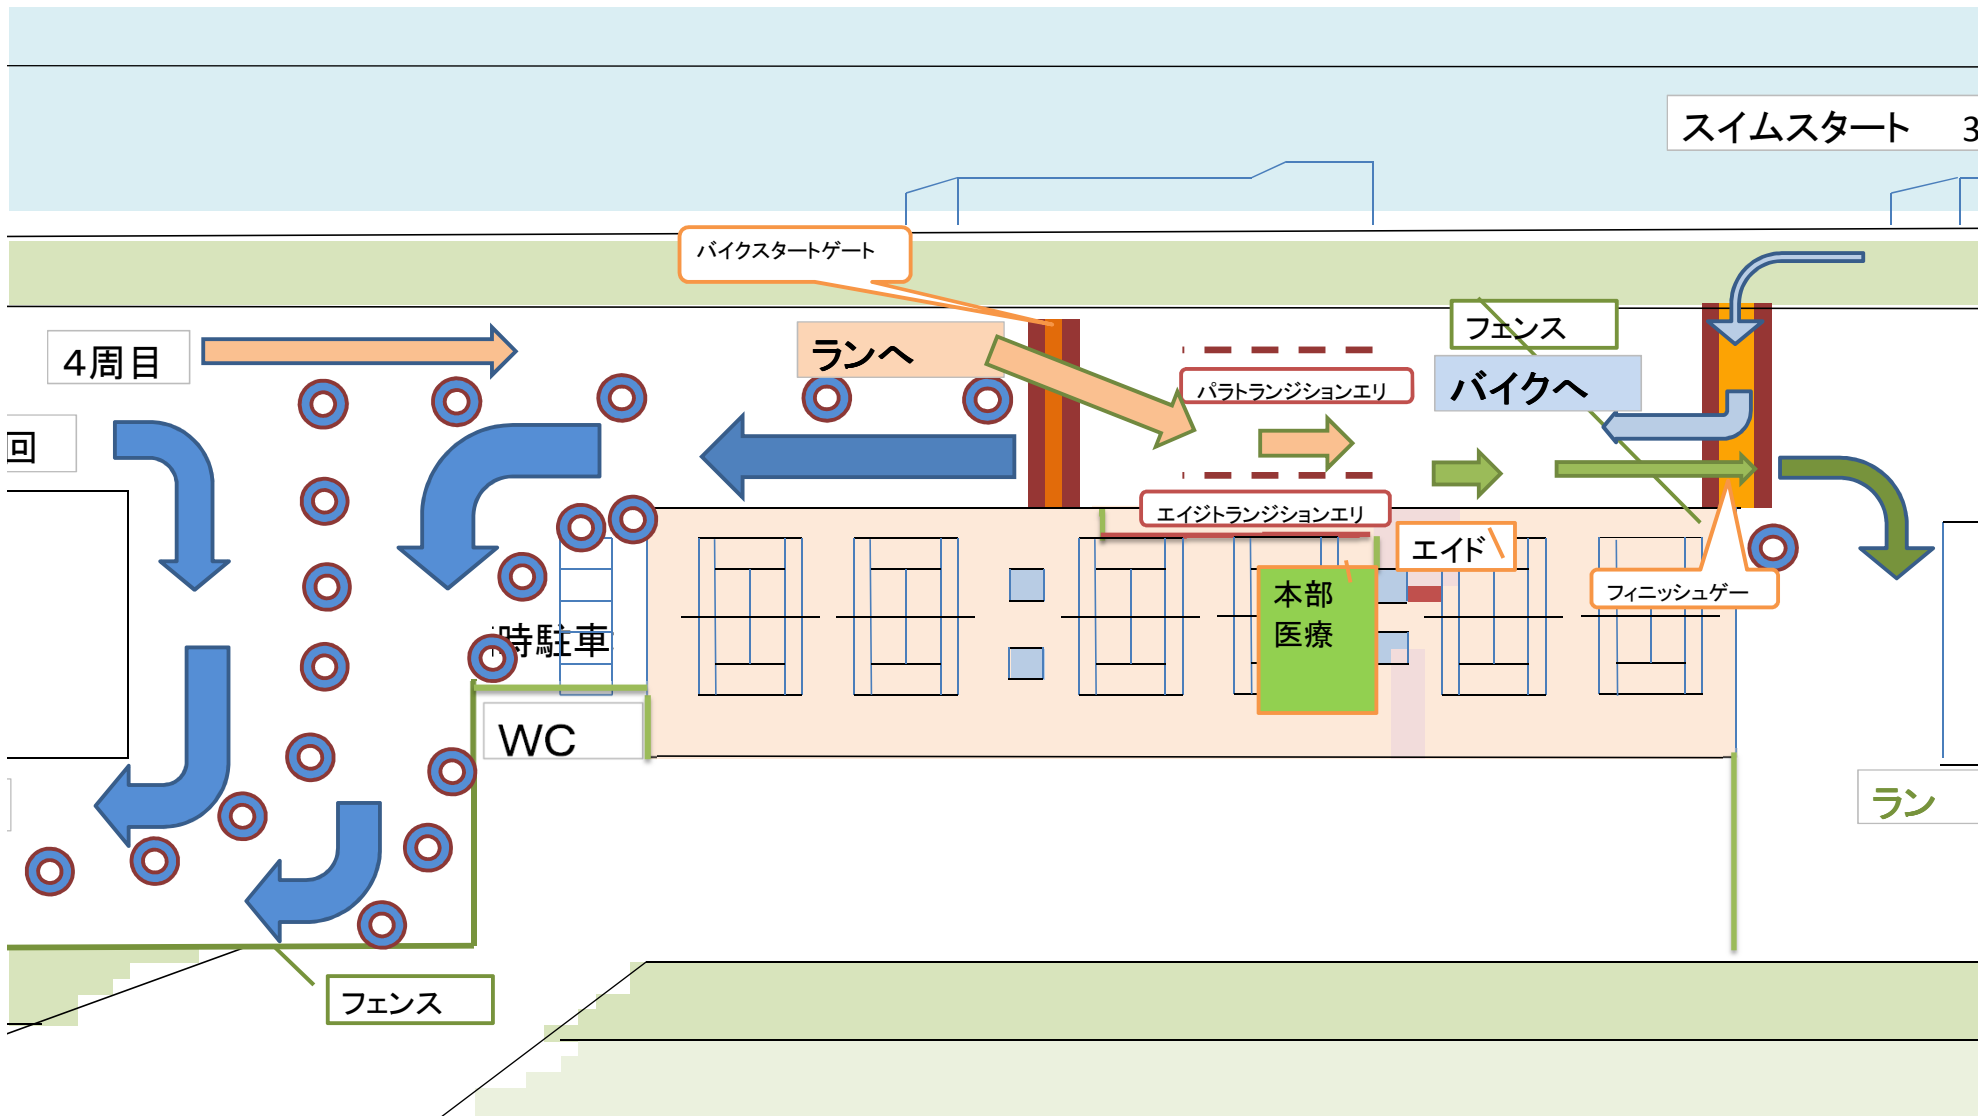 スイムスタート 3
バイクスタートゲート
フェンス
4周目
ランへ
バイクへ
パラトランジションエリ
回
エイジトランジションエリ
エイド
本部
医療
フィニッシュゲー
時駐車
WC
ラン
フェンス